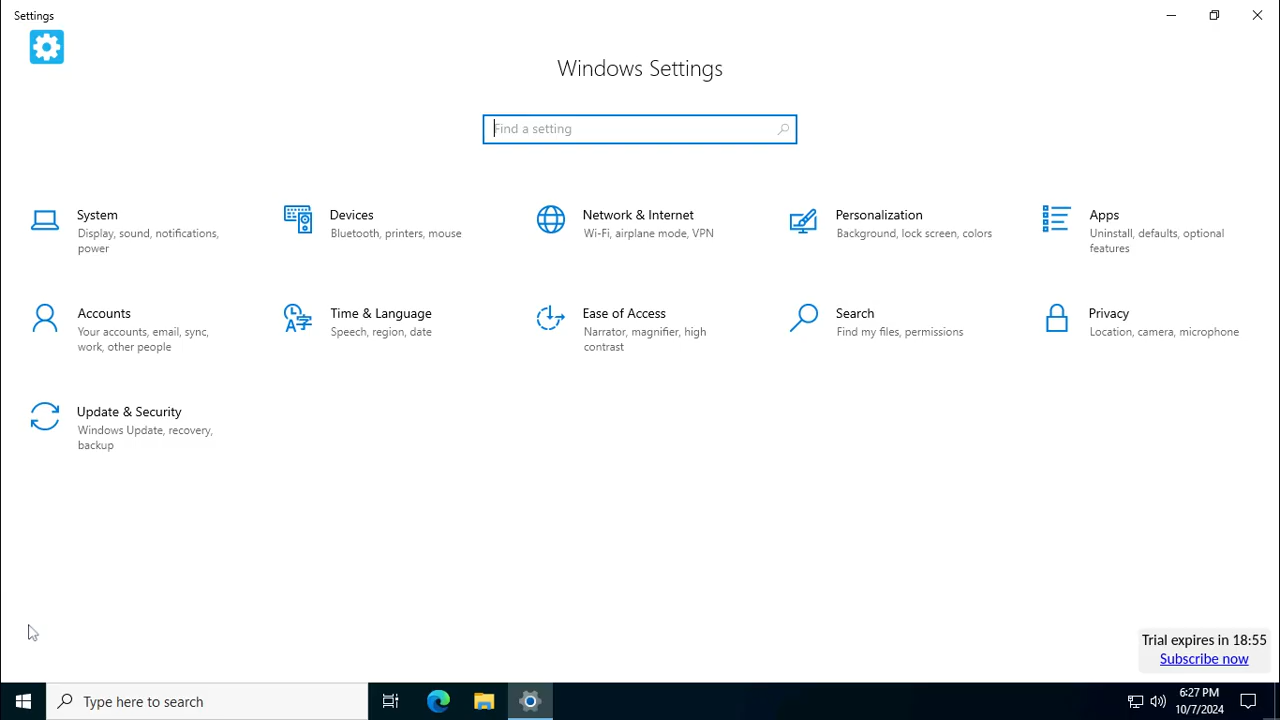 Settings
Windows Settings
Find a setting
System
Display, sound, notifications,
power
Devices
Bluetooth, printers, mouse
Network & Internet
Wi-Fi, airplane mode, VPN
Personalization
Background, lock screen, colors
Apps
Uninstall, defaults, optional
features
Accounts
Your accounts, email, sync,
work, other people
Time & Language
Speech, region, date
Ease of Access
Narrator, magnifier, high
contrast
Search
Find my files, permissions
Privacy
Location, camera, microphone
Update & Security
Windows Update, recovery,
backup
Trial expires in 18:55
Subscribe now
Type here to search
6:27 PM
10/7/2024